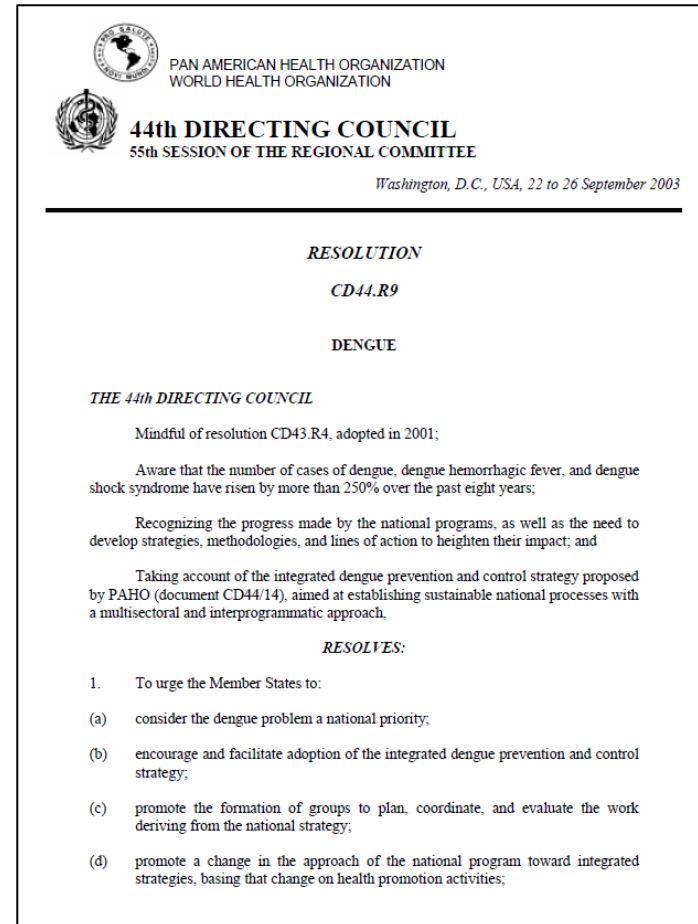 PRO SALUTE
NOVI MUNDI
PAN AMERICAN HEALTH ORGANIZATION
WORLD HEALTH ORGANIZATION
44th DIRECTING COUNCIL
55th SESSION OF THE REGIONAL COMMITTEE
Washington, D.C., USA, 22 to 26 September 2003
RESOLUTION
CD44.R9
DENGUE
THE 44th DIRECTING COUNCIL
Mindful of resolution CD43.R4, adopted in 2001;
Aware that the number of cases of dengue, dengue hemorrhagic fever, and dengue
shock syndrome have risen by more than 250% over the past eight years;
Recognizing the progress made by the national programs, as well as the need to
develop strategies, methodologies, and lines of action to heighten their impact; and
Taking account of the integrated dengue prevention and control strategy proposed
by PAHO (document CD44/14), aimed at establishing sustainable national processes with
a multisectoral and interprogrammatic approach,
RESOLVES:
1. To urge the Member States to:
(a) consider the dengue problem a national priority;
(b) encourage and facilitate adoption of the integrated dengue prevention and control
strategy;
(c) promote the formation of groups to plan, coordinate, and evaluate the work
deriving from the national strategy;
(d) promote a change in the approach of the national program toward integrated
strategies, basing that change on health promotion activities;